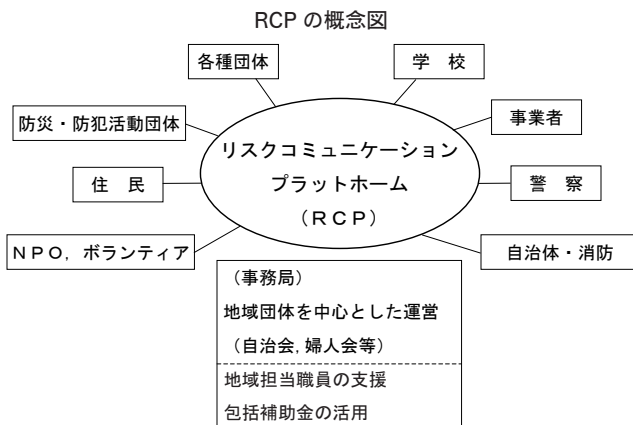 RCP の概念図
各種団体
学　校
防災・防犯活動団体
事業者
リスクコミュニケーション
プラットホーム
（ＲＣＰ）
住　民
警　察
ＮＰＯ，ボランティア
自治体・消防
（事務局）
地域団体を中心とした運営
（自治会，婦人会等）
地域担当職員の支援
包括補助金の活用